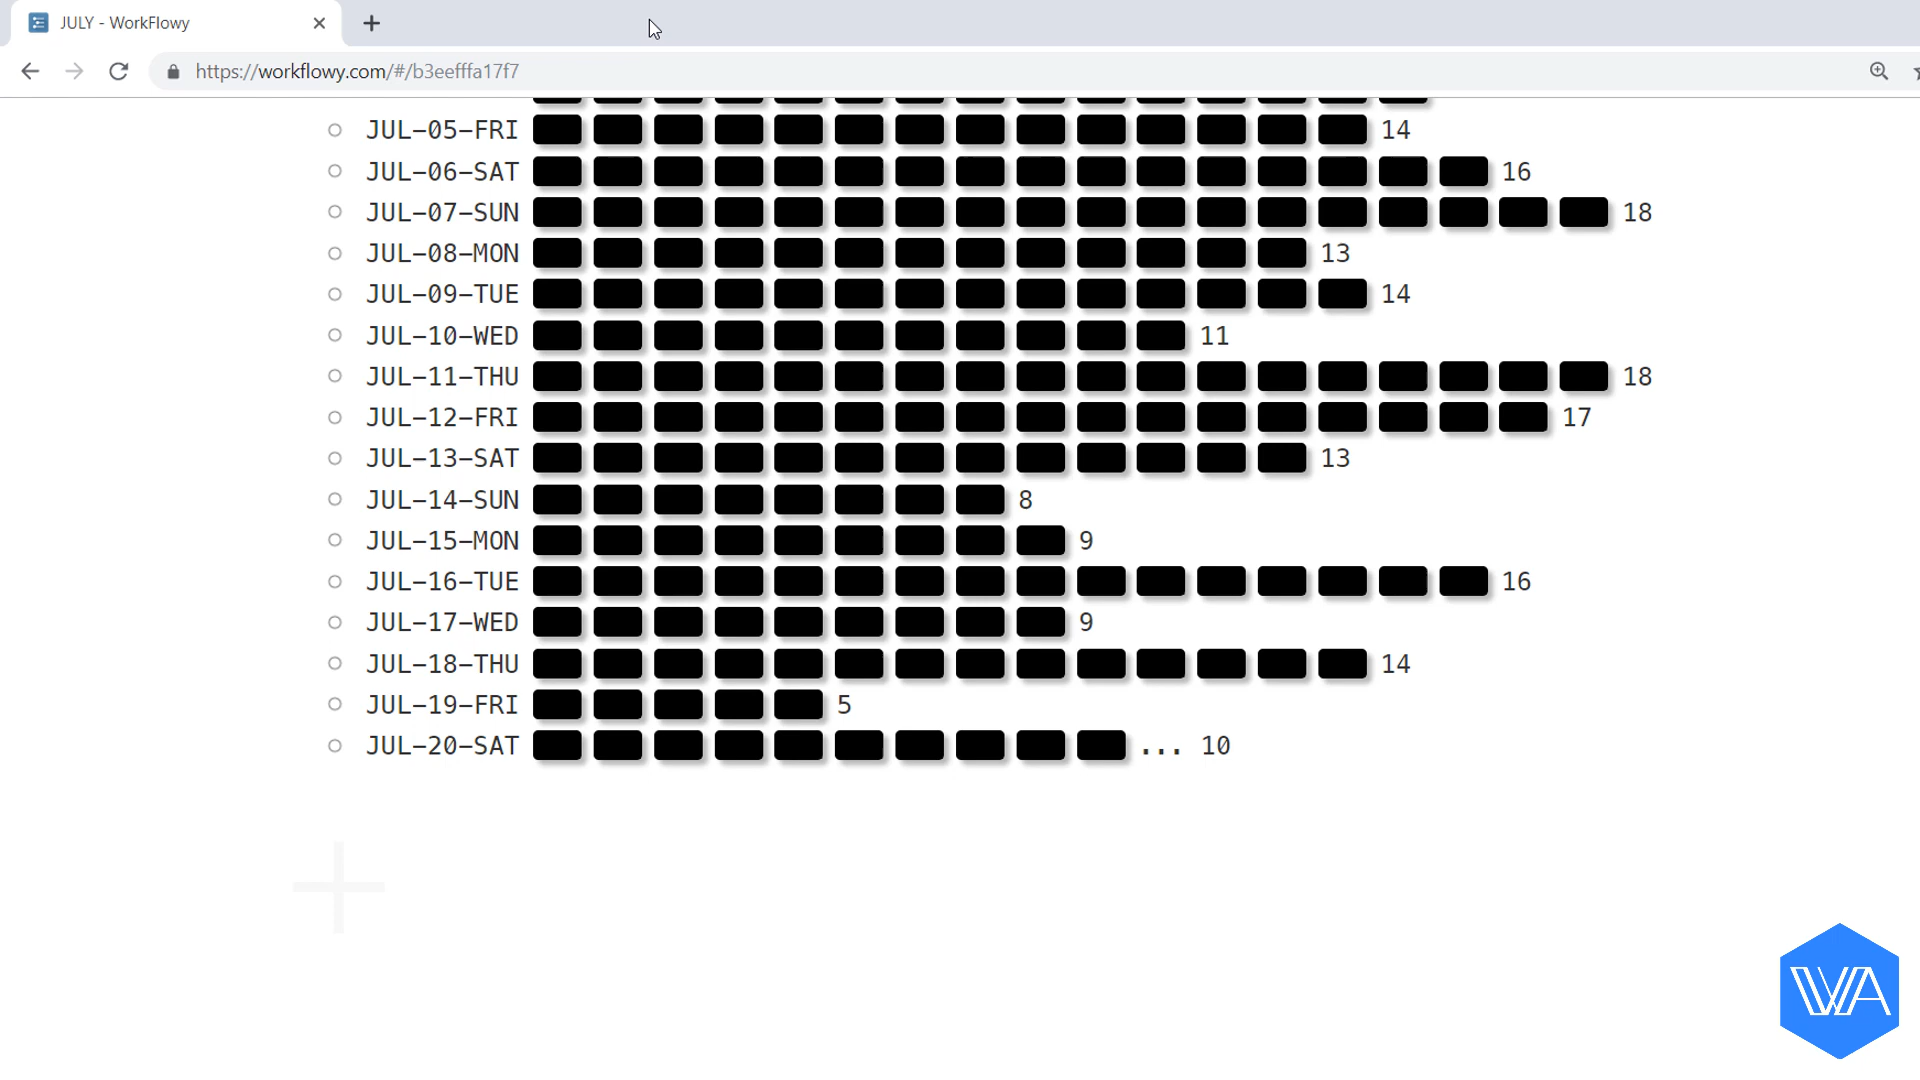 JULY - WorkFlowy
https://workflowy.com/#/b3eefffa17f7
JUL-05-FRI 14
JUL-06-SAT 16
JUL-07-SUN 18
JUL-08-MON 13
JUL-09-TUE 14
JUL-10-WED 11
JUL-11-THU 18
JUL-12-FRI 17
JUL-13-SAT 13
JUL-14-SUN 8
JUL-15-MON 9
JUL-16-TUE 16
JUL-17-WED 9
JUL-18-THU 14
JUL-19-FRI 5
JUL-20-SAT ... 10
WA